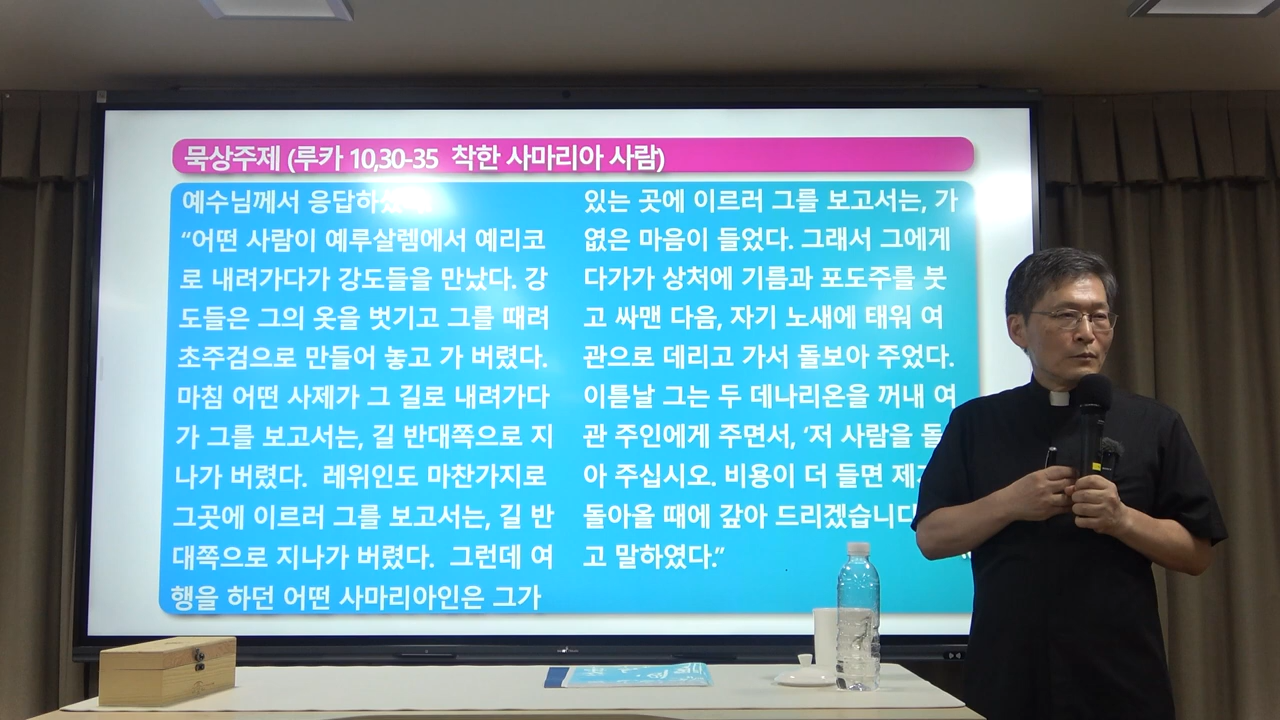 묵상주제 (루카 10,30-35 착한 사마리아 사람)
예수님께서 응답하셨다.
“어떤 사람이 예루살렘에서 예리코
로 내려가다가 강도들을 만났다. 강
도들은 그의 옷을 벗기고 그를 때려
초주검으로 만들어 놓고 가 버렸다.
마침 어떤 사제가 그 길로 내려가다
가 그를 보고서는, 길 반대쪽으로 지
나가 버렸다. 레위인도 마찬가지로
그곳에 이르러 그를 보고서는, 길 반
대쪽으로 지나가 버렸다. 그런데 여
행을 하던 어떤 사마리아인은 그가
있는 곳에 이르러 그를 보고서는, 가
엾은 마음이 들었다. 그래서 그에게
다가가 상처에 기름과 포도주를 붓
고 싸맨 다음, 자기 노새에 태워 여
관으로 데리고 가서 돌보아 주었다.
이튿날 그는 두 데나리온을 꺼내 여
관 주인에게 주면서, ‘저 사람을 돌
아 주십시오. 비용이 더 들면 제가
돌아올 때에 갚아 드리겠습니다
고 말하였다.”